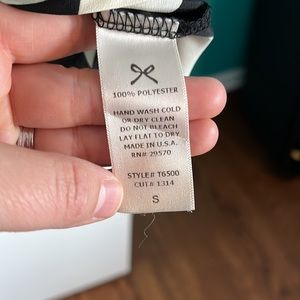 100% POLYESTER
HAND WASH COLD
OR DRY CLEAN
DO NOT BLEACH
LAY FLAT TO DRY
MADE IN U.S.A.
RN# 29570
STYLE# T6500
CUT# 1314
S